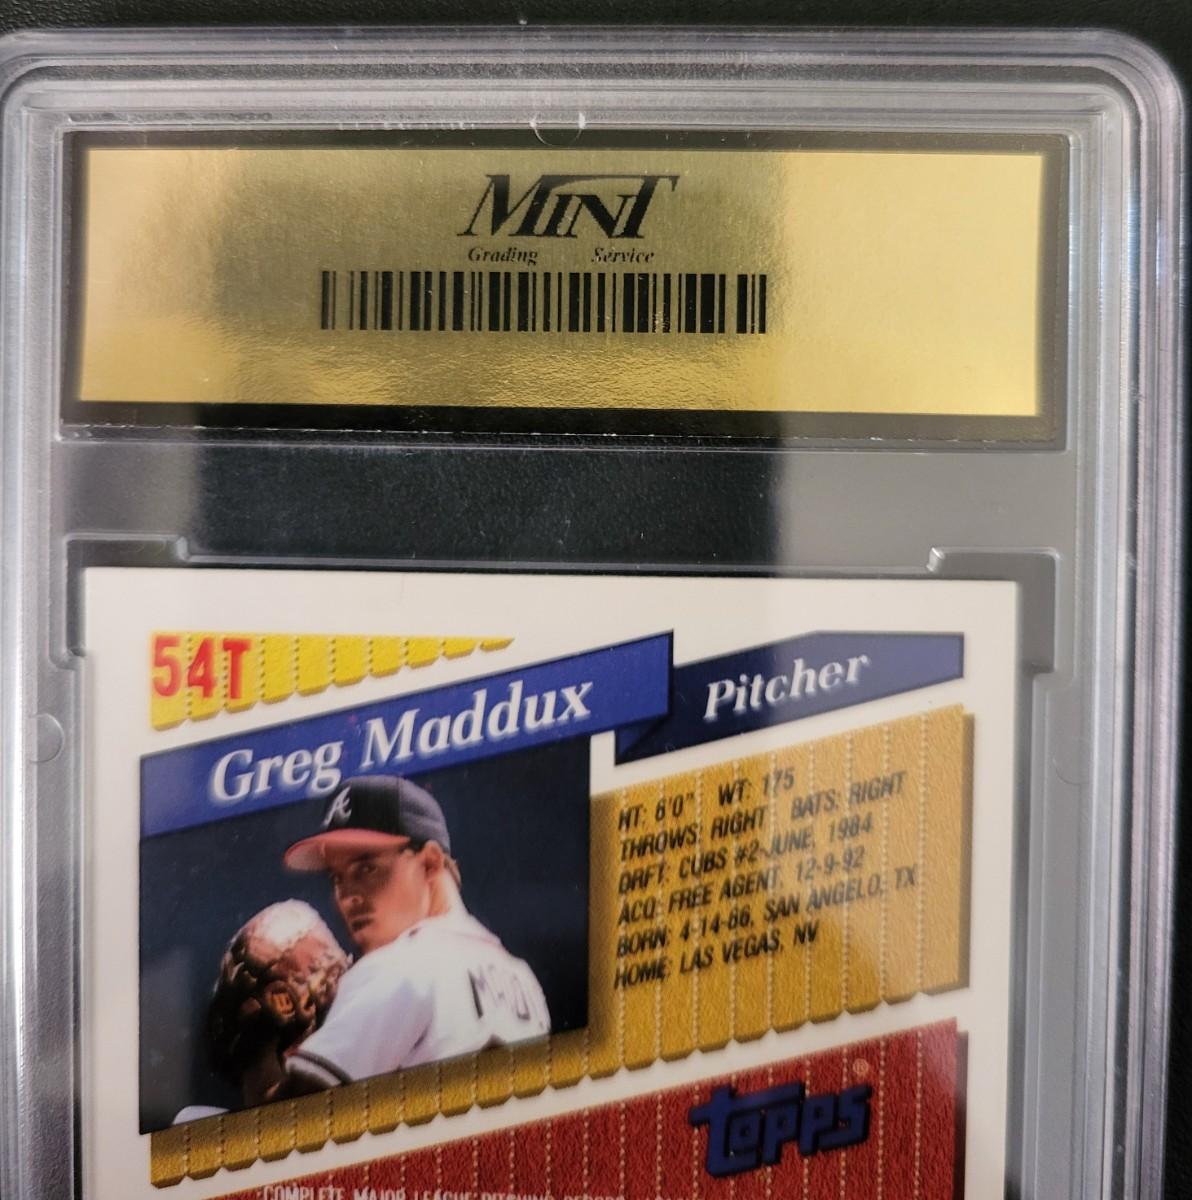 MINT
Grading Service
54T
Greg Maddux
Pitcher
HT: 6'0" WT: 175
THROWS: RIGHT BATS: RIGHT
DRFT: CUBS #2-JUNE, 1984
ACQ: FREE AGENT, 12-9-92
BORN: 4-14-66, SAN ANGELO, TX
HOME: LAS VEGAS, NV
A
topps®
COMPLETE MAJOR LEAGUE PITCHING RECORD